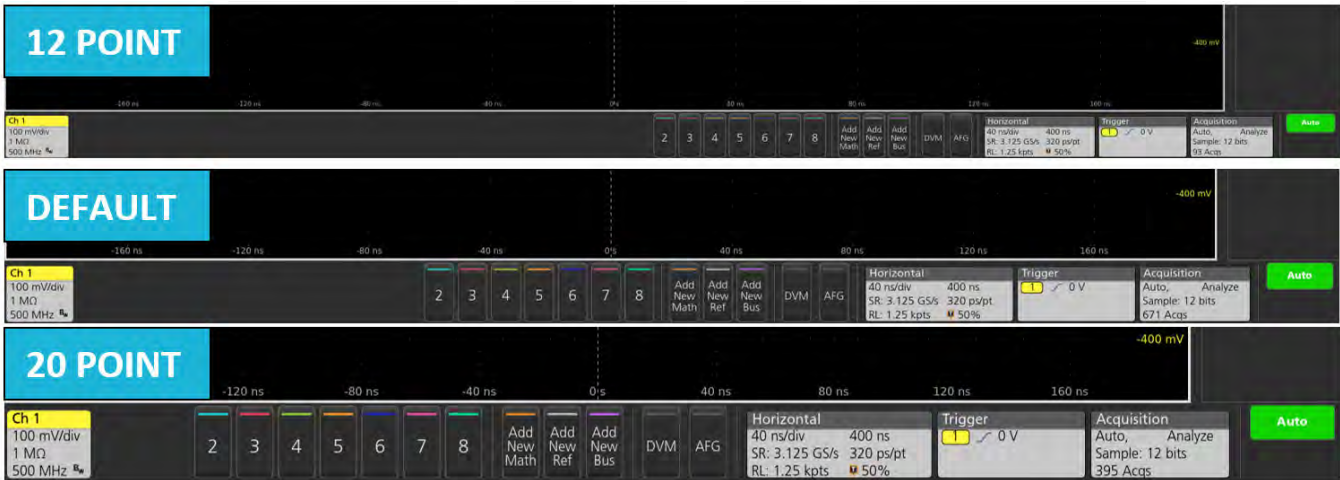 12 POINT
-400 mV
-160 ns -120 ns -80 ns -40 ns 0 s 40 ns 80 ns 120 ns 160 ns
Ch 1
100 mV/div
1 MΩ
500 MHz Bw
2 3 4 5 6 7 8
Add New Math
Add New Ref
Add New Bus
DVM AFG
Horizontal
40 ns/div 400 ns
SR: 3.125 GS/s 320 ps/pt
RL: 1.25 kpts 50%
Trigger
1 0 V
Acquisition
Auto, Analyze
Sample: 12 bits
93 Acqs
Auto
DEFAULT
-400 mV
-160 ns -120 ns -80 ns -40 ns 0 s 40 ns 80 ns 120 ns 160 ns
Ch 1
100 mV/div
1 MΩ
500 MHz Bw
2 3 4 5 6 7 8
Add New Math
Add New Ref
Add New Bus
DVM AFG
Horizontal
40 ns/div 400 ns
SR: 3.125 GS/s 320 ps/pt
RL: 1.25 kpts 50%
Trigger
1 0 V
Acquisition
Auto, Analyze
Sample: 12 bits
671 Acqs
Auto
20 POINT
-400 mV
-120 ns -80 ns -40 ns 0 s 40 ns 80 ns 120 ns 160 ns
Ch 1
100 mV/div
1 MΩ
500 MHz Bw
2 3 4 5 6 7 8
Add New Math
Add New Ref
Add New Bus
DVM AFG
Horizontal
40 ns/div 400 ns
SR: 3.125 GS/s 320 ps/pt
RL: 1.25 kpts 50%
Trigger
1 0 V
Acquisition
Auto, Analyze
Sample: 12 bits
395 Acqs
Auto